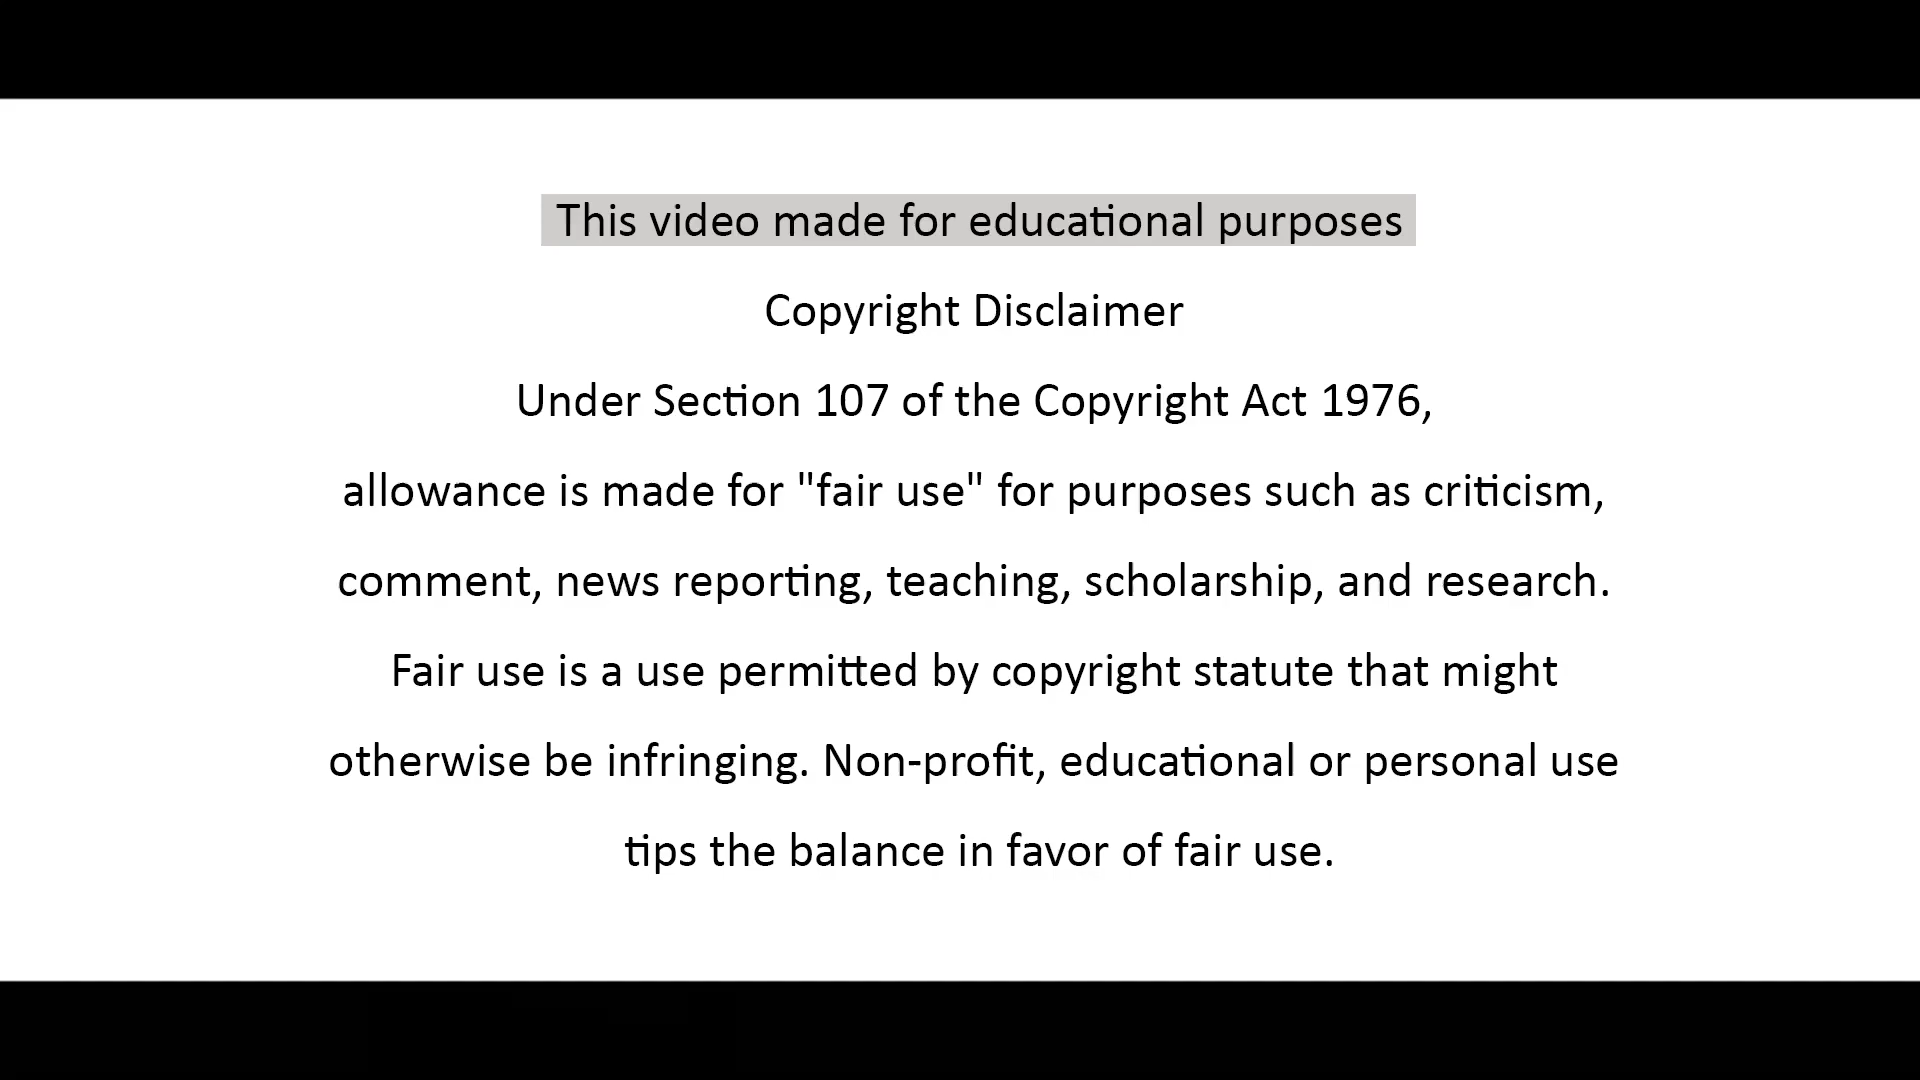 This video made for educational purposes
Copyright Disclaimer
Under Section 107 of the Copyright Act 1976,
allowance is made for "fair use" for purposes such as criticism,
comment, news reporting, teaching, scholarship, and research.
Fair use is a use permitted by copyright statute that might
otherwise be infringing. Non-profit, educational or personal use
tips the balance in favor of fair use.